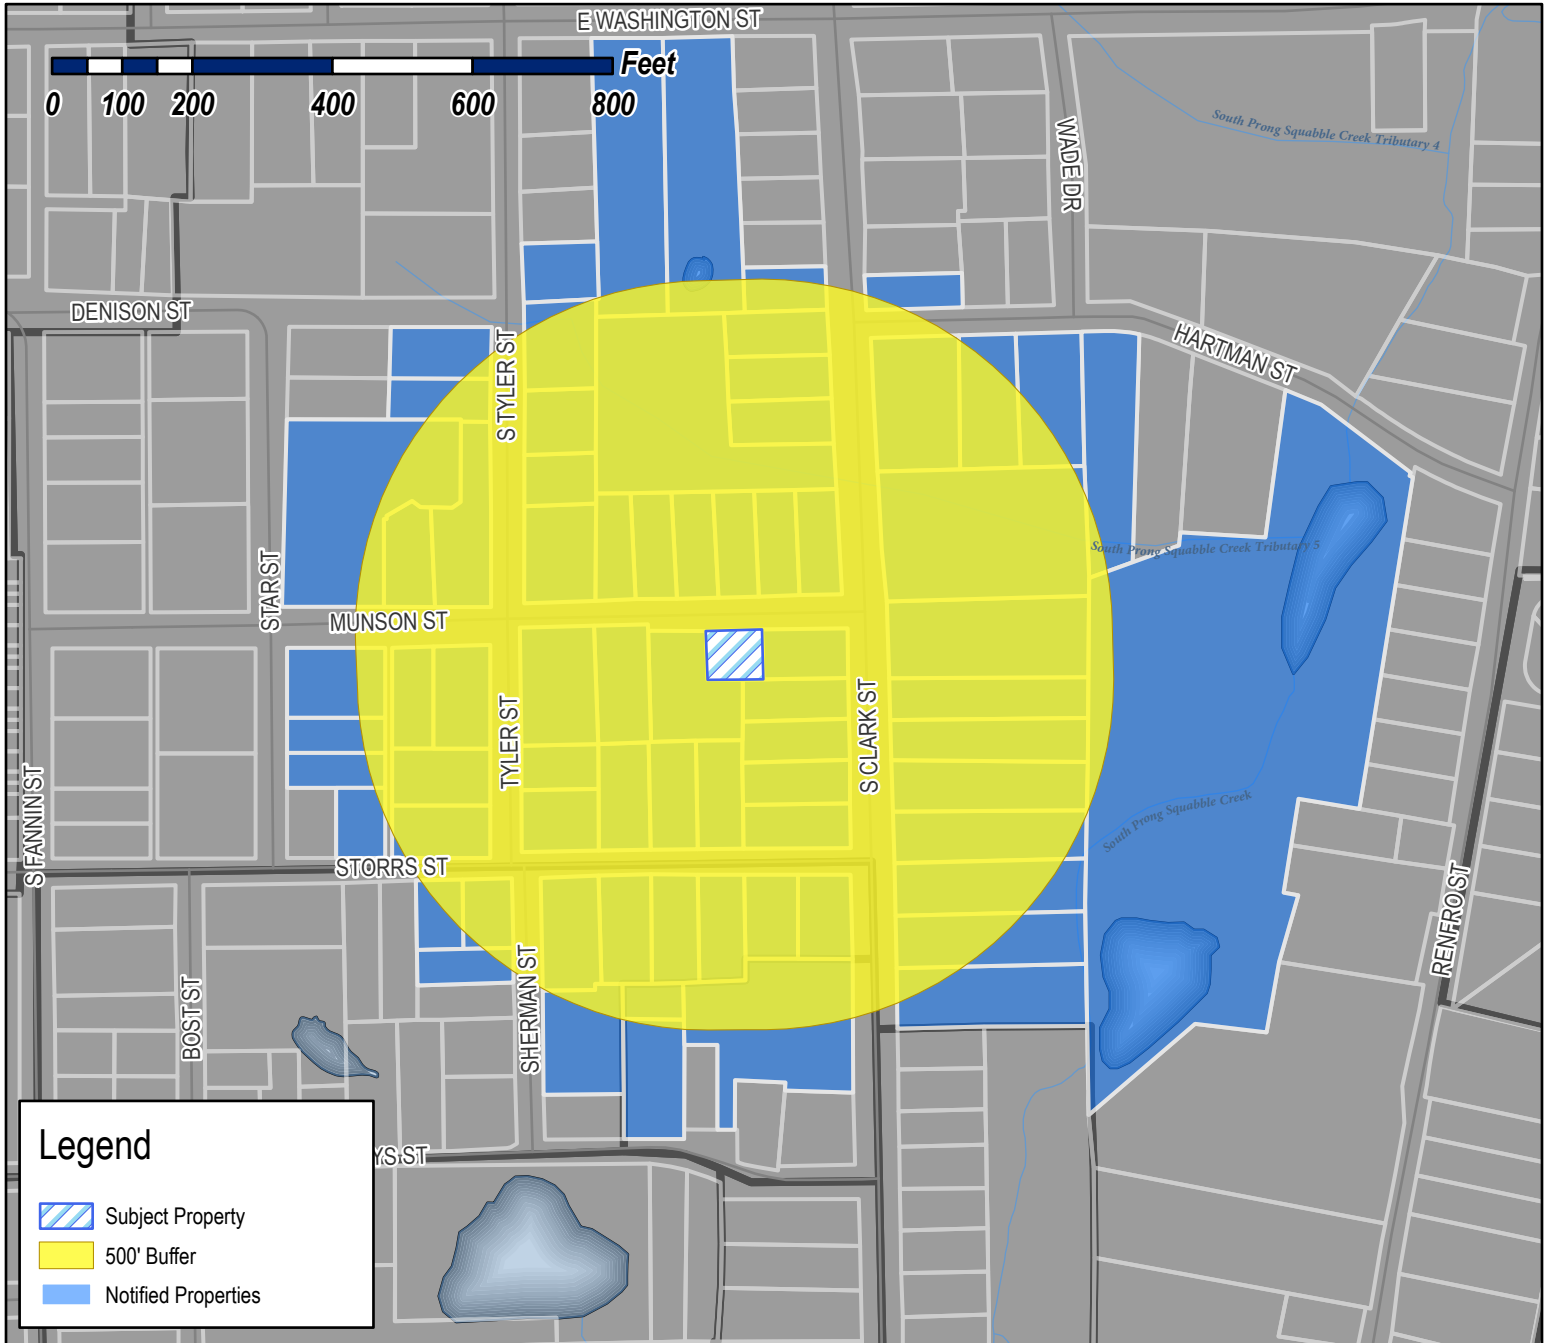 E WASHINGTON ST
Feet
0 100 200 400 600 800
South Prong Squabble Creek Tributary 4
WADE DR
DENISON ST
S TYLER ST
HARTMAN ST
South Prong Squabble Creek Tributary 5
STAR ST
MUNSON ST
TYLER ST
S CLARK ST
S FANNIN ST
South Prong Squabble Creek
STORRS ST
RENFRO ST
BOST ST
SHERMAN ST
YS ST
Legend
Subject Property
500' Buffer
Notified Properties